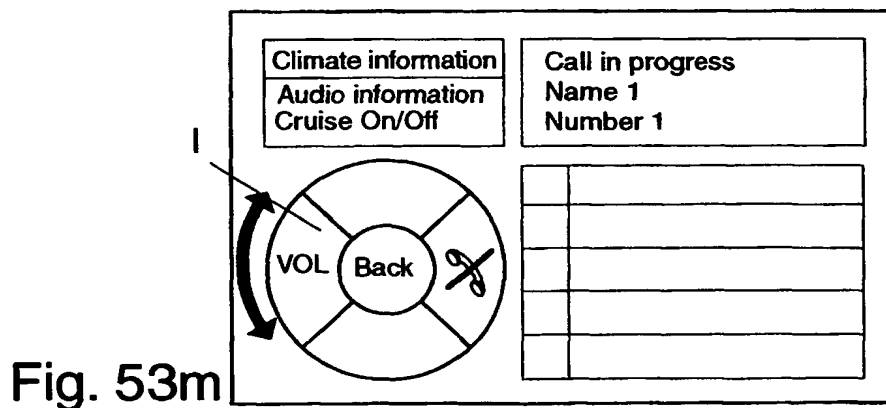 Climate information
Audio information
Cruise On/Off
Call in progress
Name 1
Number 1
I
VOL
Back
Fig. 53m